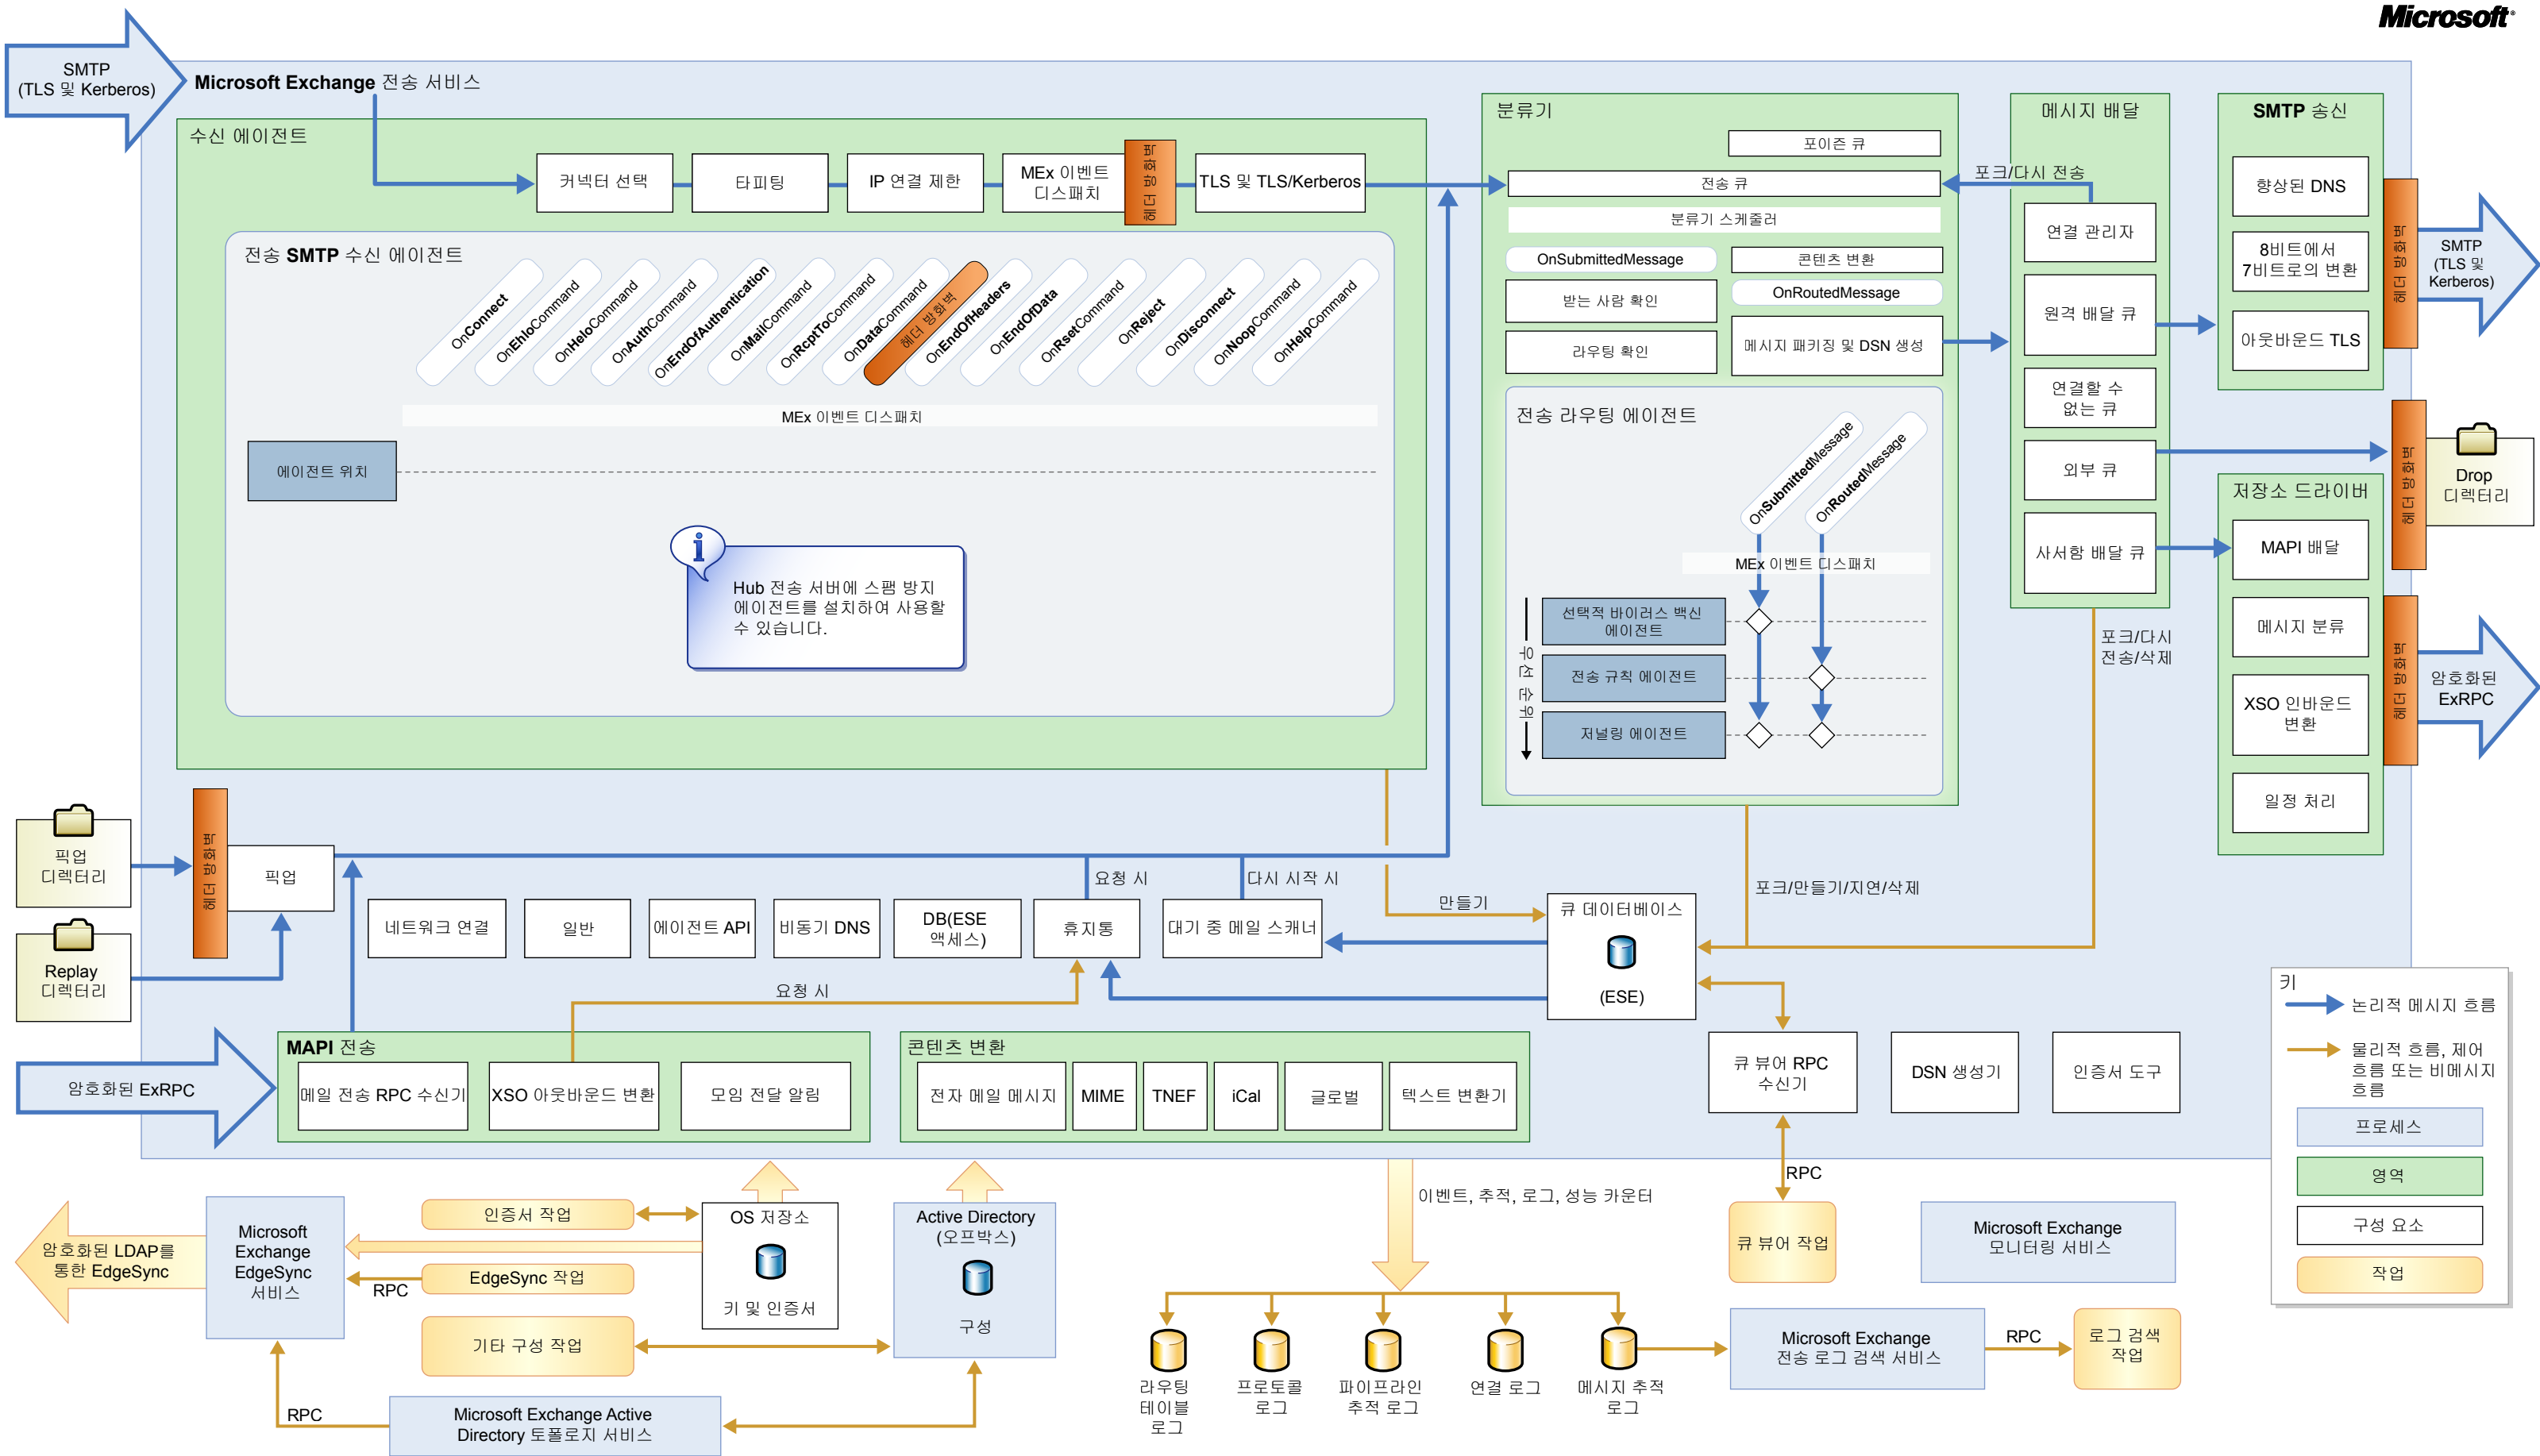 Microsoft
SMTP
(TLS 및 Kerberos)
Microsoft Exchange 전송 서비스
수신 에이전트
커넥터 선택
타피팅
IP 연결 제한
MEx 이벤트
디스패치
헤더 방화벽
TLS 및 TLS/Kerberos
전송 SMTP 수신 에이전트
OnConnect
OnEhloCommand
OnHeloCommand
OnAuthCommand
OnEndOfAuthentication
OnMailCommand
OnRcptToCommand
OnDataCommand
헤더 방화벽
OnEndOfHeaders
OnEndOfData
OnRsetCommand
OnReject
OnDisconnect
OnNoopCommand
OnHelpCommand
MEx 이벤트 디스패치
에이전트 위치
Hub 전송 서버에 스팸 방지
에이전트를 설치하여 사용할
수 있습니다.
분류기
포이즌 큐
전송 큐
분류기 스케줄러
OnSubmittedMessage
콘텐츠 변환
받는 사람 확인
OnRoutedMessage
라우팅 확인
메시지 패키징 및 DSN 생성
전송 라우팅 에이전트
OnSubmittedMessage
OnRoutedMessage
MEx 이벤트 디스패치
우선 순위
선택적 바이러스 백신
에이전트
전송 규칙 에이전트
저널링 에이전트
메시지 배달
포크/다시 전송
연결 관리자
원격 배달 큐
연결할 수
없는 큐
외부 큐
사서함 배달 큐
포크/다시
전송/삭제
SMTP 송신
향상된 DNS
8비트에서
7비트로의 변환
아웃바운드 TLS
헤더 방화벽
SMTP
(TLS 및
Kerberos)
헤더 방화벽
Drop
디렉터리
저장소 드라이버
MAPI 배달
메시지 분류
XSO 인바운드
변환
일정 처리
헤더 방화벽
암호화된
ExRPC
픽업
디렉터리
Replay
디렉터리
헤더 방화벽
픽업
요청 시
다시 시작 시
네트워크 연결
일반
에이전트 API
비동기 DNS
DB(ESE
액세스)
휴지통
대기 중 메일 스캐너
만들기
큐 데이터베이스
(ESE)
포크/만들기/지연/삭제
요청 시
암호화된 ExRPC
MAPI 전송
메일 전송 RPC 수신기
XSO 아웃바운드 변환
모임 전달 알림
콘텐츠 변환
전자 메일 메시지
MIME
TNEF
iCal
글로벌
텍스트 변환기
큐 뷰어 RPC
수신기
DSN 생성기
인증서 도구
키
논리적 메시지 흐름
물리적 흐름, 제어
흐름 또는 비메시지
흐름
프로세스
영역
구성 요소
작업
암호화된 LDAP를
통한 EdgeSync
Microsoft
Exchange
EdgeSync
서비스
인증서 작업
EdgeSync 작업
RPC
기타 구성 작업
OS 저장소
키 및 인증서
Active Directory
(오프박스)
구성
RPC
Microsoft Exchange Active
Directory 토폴로지 서비스
이벤트, 추적, 로그, 성능 카운터
라우팅
테이블
로그
프로토콜
로그
파이프라인
추적 로그
연결 로그
메시지 추적
로그
RPC
큐 뷰어 작업
Microsoft Exchange
모니터링 서비스
Microsoft Exchange
전송 로그 검색 서비스
RPC
로그 검색
작업